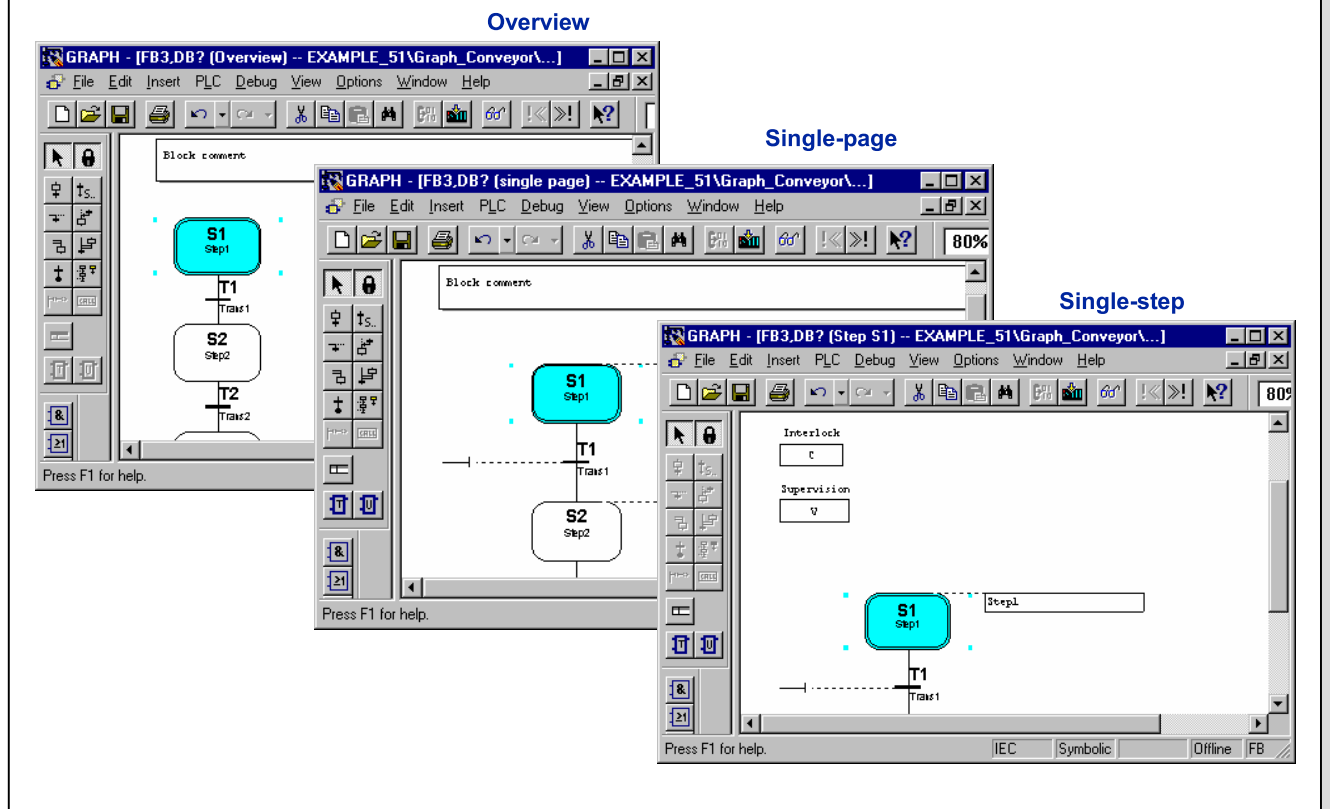 Overview
GRAPH - [FB3,DB? (Overview) -- EXAMPLE_51\Graph_Conveyor\...]
File Edit Insert PLC Debug View Options Window Help
Block comment
S1
Step1
T1
Trans1
S2
Step2
T2
Trans2
&
≥1
Press F1 for help.
Single-page
GRAPH - [FB3,DB? (single page) -- EXAMPLE_51\Graph_Conveyor\...]
File Edit Insert PLC Debug View Options Window Help
80%
Block comment
S1
Step1
T1
Trans1
S2
Step2
&
≥1
Press F1 for help.
Single-step
GRAPH - [FB3,DB? (Step S1) -- EXAMPLE_51\Graph_Conveyor\...]
File Edit Insert PLC Debug View Options Window Help
80%
Interlock
C
Supervision
V
S1
Step1
Step1
T1
Trans1
&
≥1
Press F1 for help. IEC Symbolic Offline FB